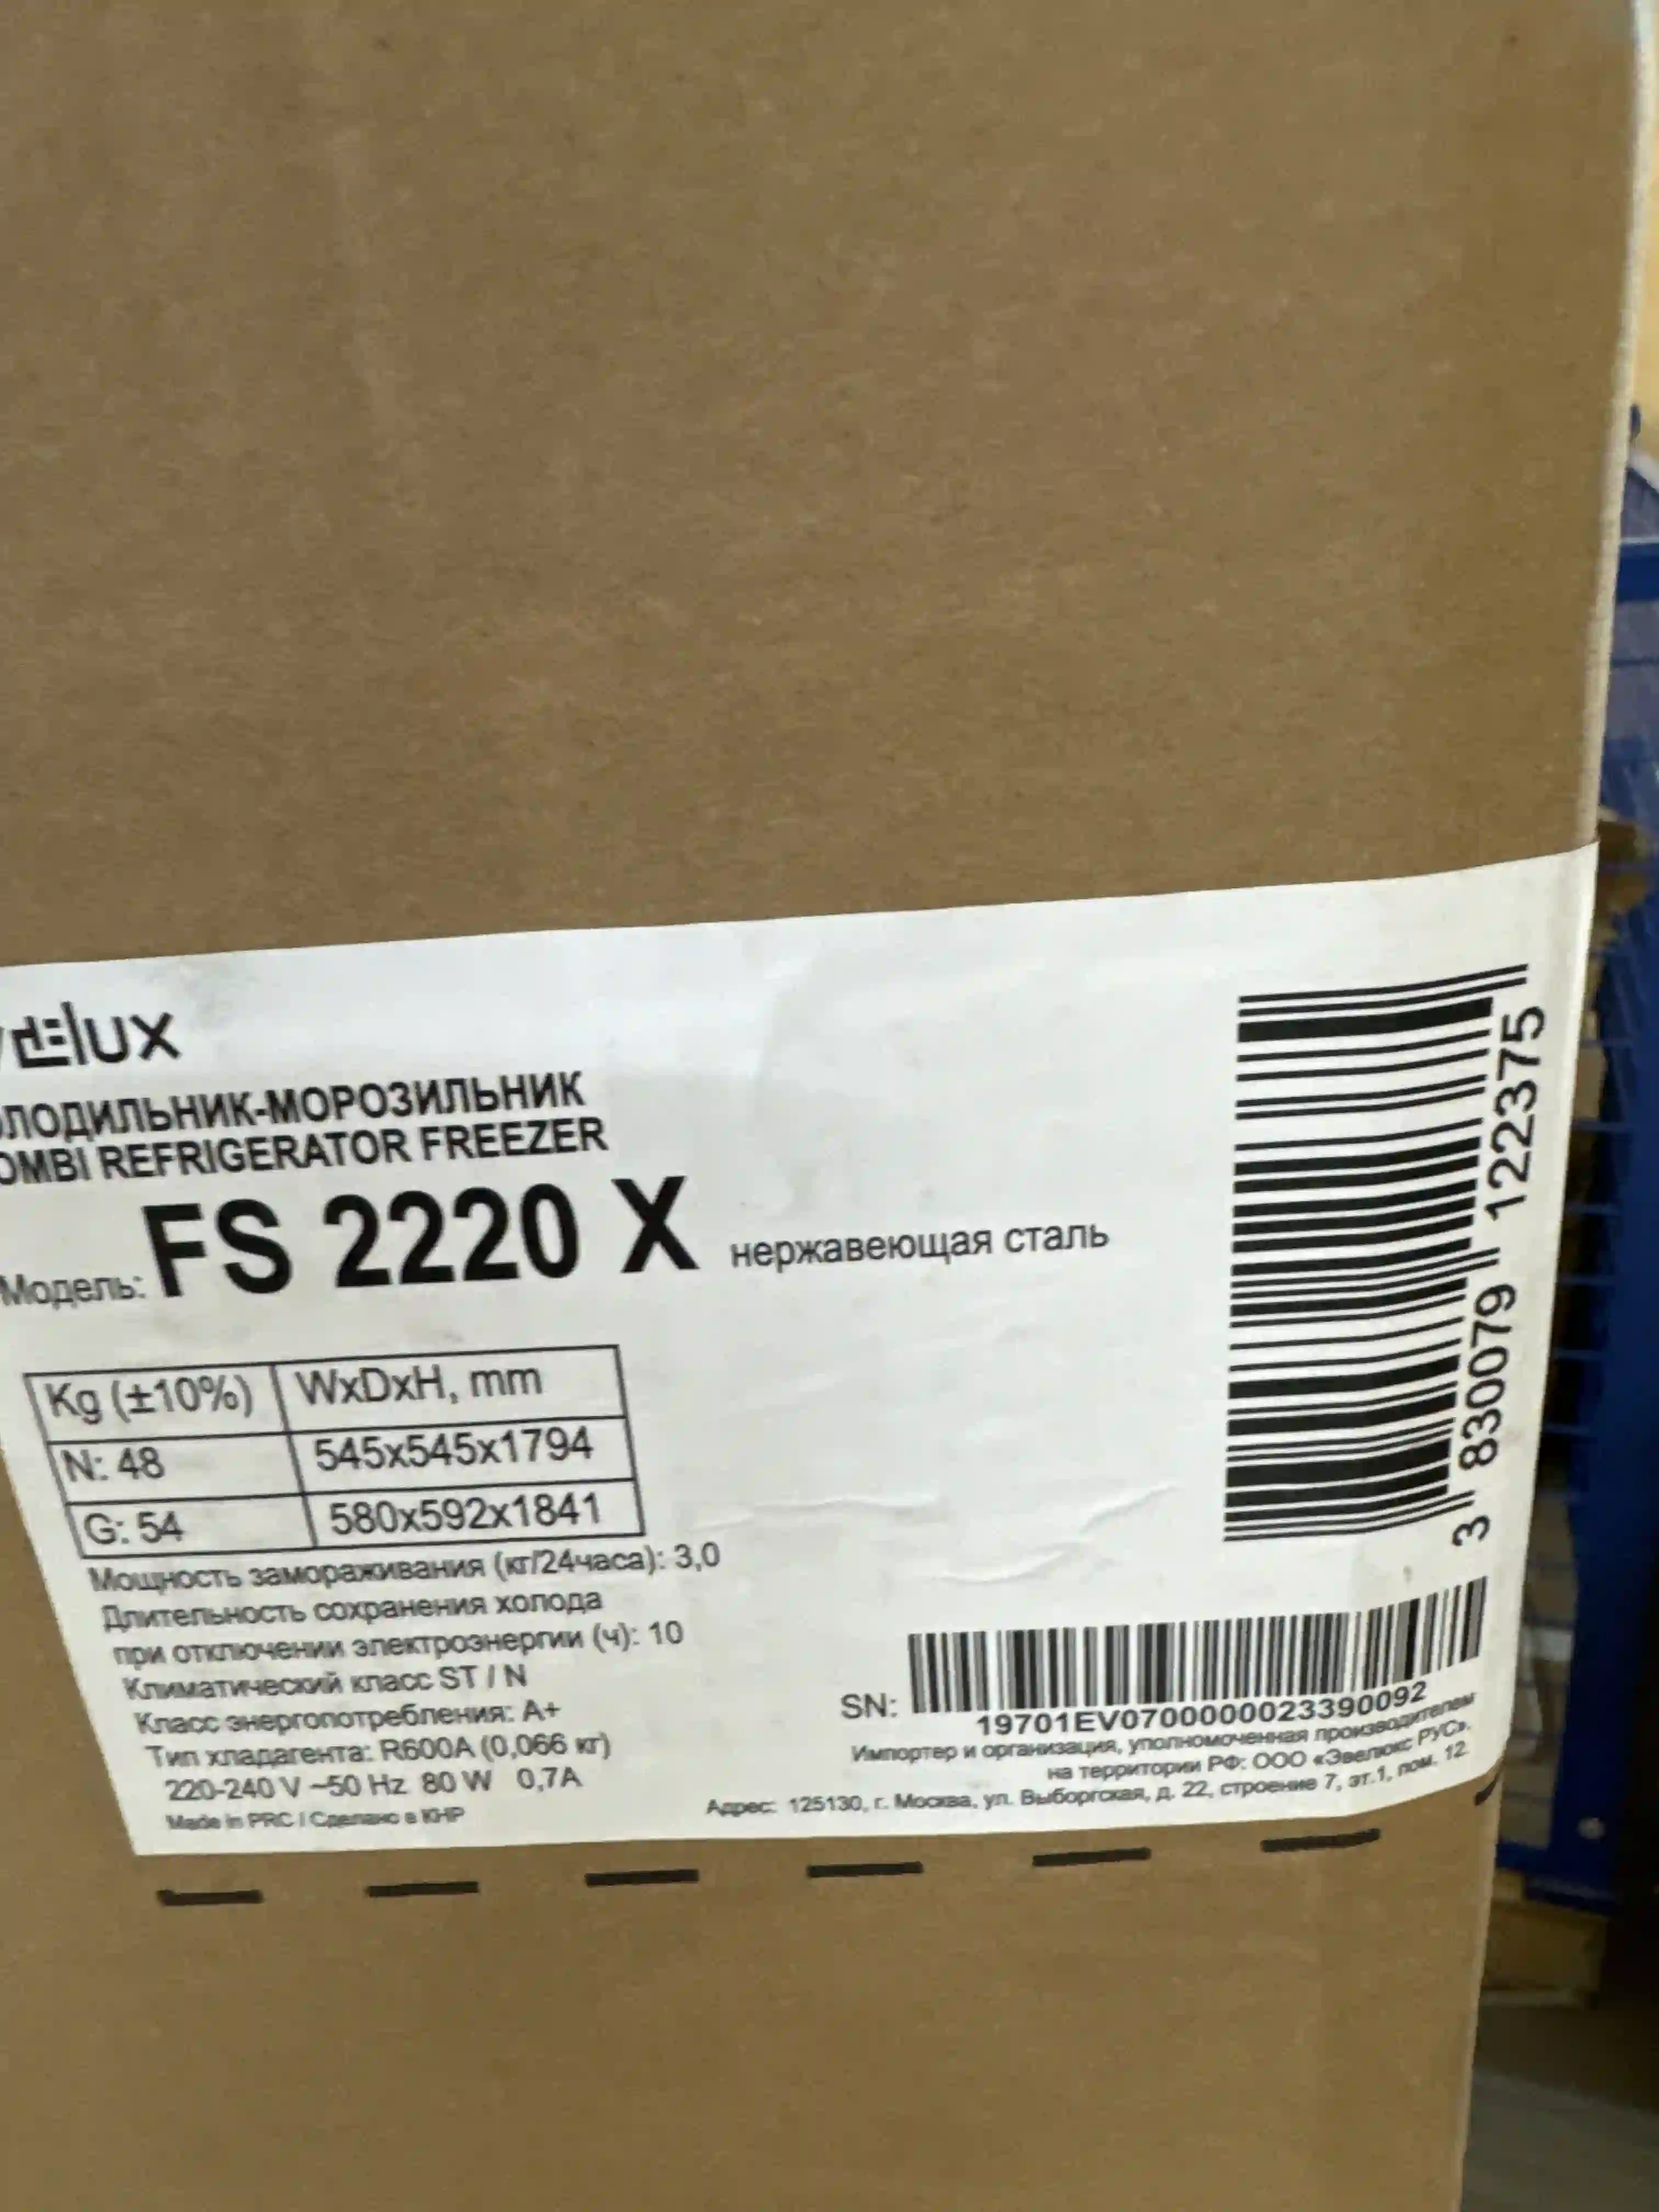 velux
ОЛОДИЛЬНИК-МОРОЗИЛЬНИК
OMBI REFRIGERATOR FREEZER
Модель: FS 2220 X нержавеющая сталь
Kg (±10%) WxDxH, mm
N: 48 545x545x1794
G: 54 580x592x1841
Мощность замораживания (кг/24часа): 3,0
Длительность сохранения холода
при отключении электроэнергии (ч): 10
Климатический класс ST / N
Класс энергопотребления: A+
Тип хладагента: R600A (0,066 кг)
220-240 V ~50 Hz 80 W 0,7A
Made in PRC / Сделано в КНР
3 830079 122375
SN:
19701EV0700000023390092
Импортер и организация, уполномоченная производителем
на территории РФ: ООО «Эвелюкс РУС».
Адрес: 125130, г. Москва, ул. Выборгская, д. 22, строение 7, эт.1, пом. 12